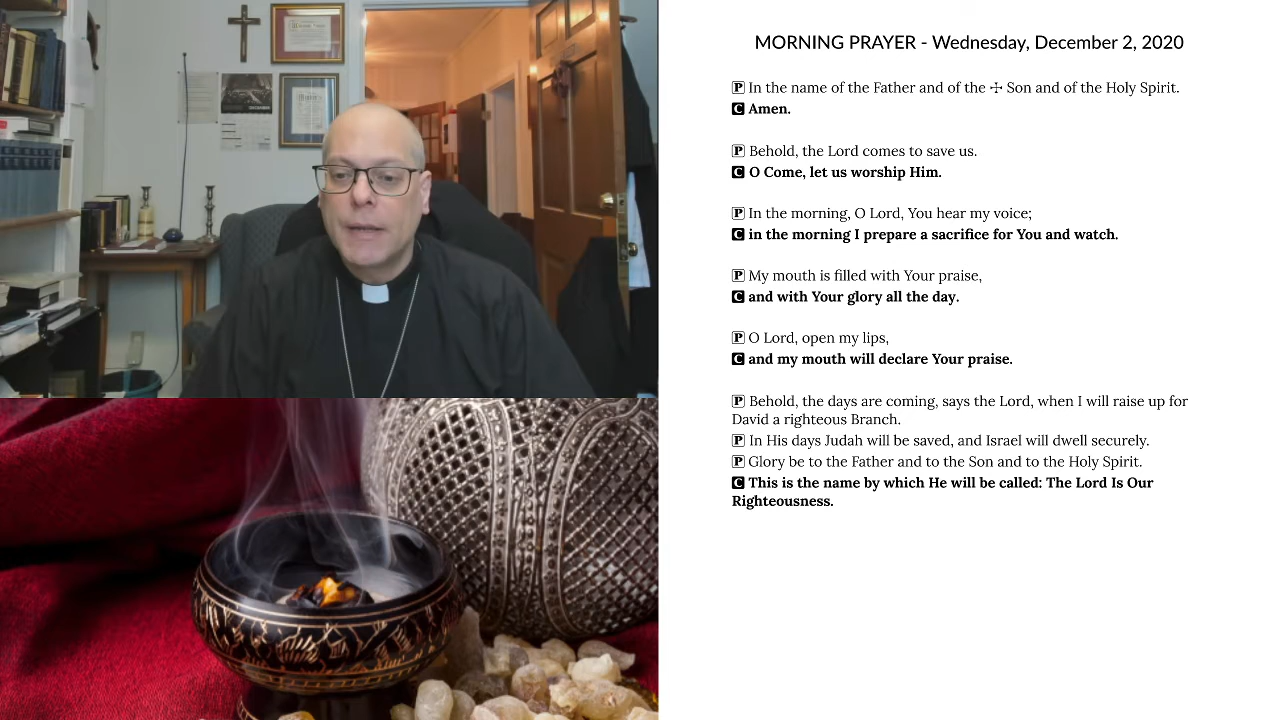 MORNING PRAYER - Wednesday, December 2, 2020
P In the name of the Father and of the ☩ Son and of the Holy Spirit.
C Amen.
P Behold, the Lord comes to save us.
C O Come, let us worship Him.
P In the morning, O Lord, You hear my voice;
C in the morning I prepare a sacrifice for You and watch.
P My mouth is filled with Your praise,
C and with Your glory all the day.
P O Lord, open my lips,
C and my mouth will declare Your praise.
P Behold, the days are coming, says the Lord, when I will raise up for
David a righteous Branch.
P In His days Judah will be saved, and Israel will dwell securely.
P Glory be to the Father and to the Son and to the Holy Spirit.
C This is the name by which He will be called: The Lord Is Our
Righteousness.